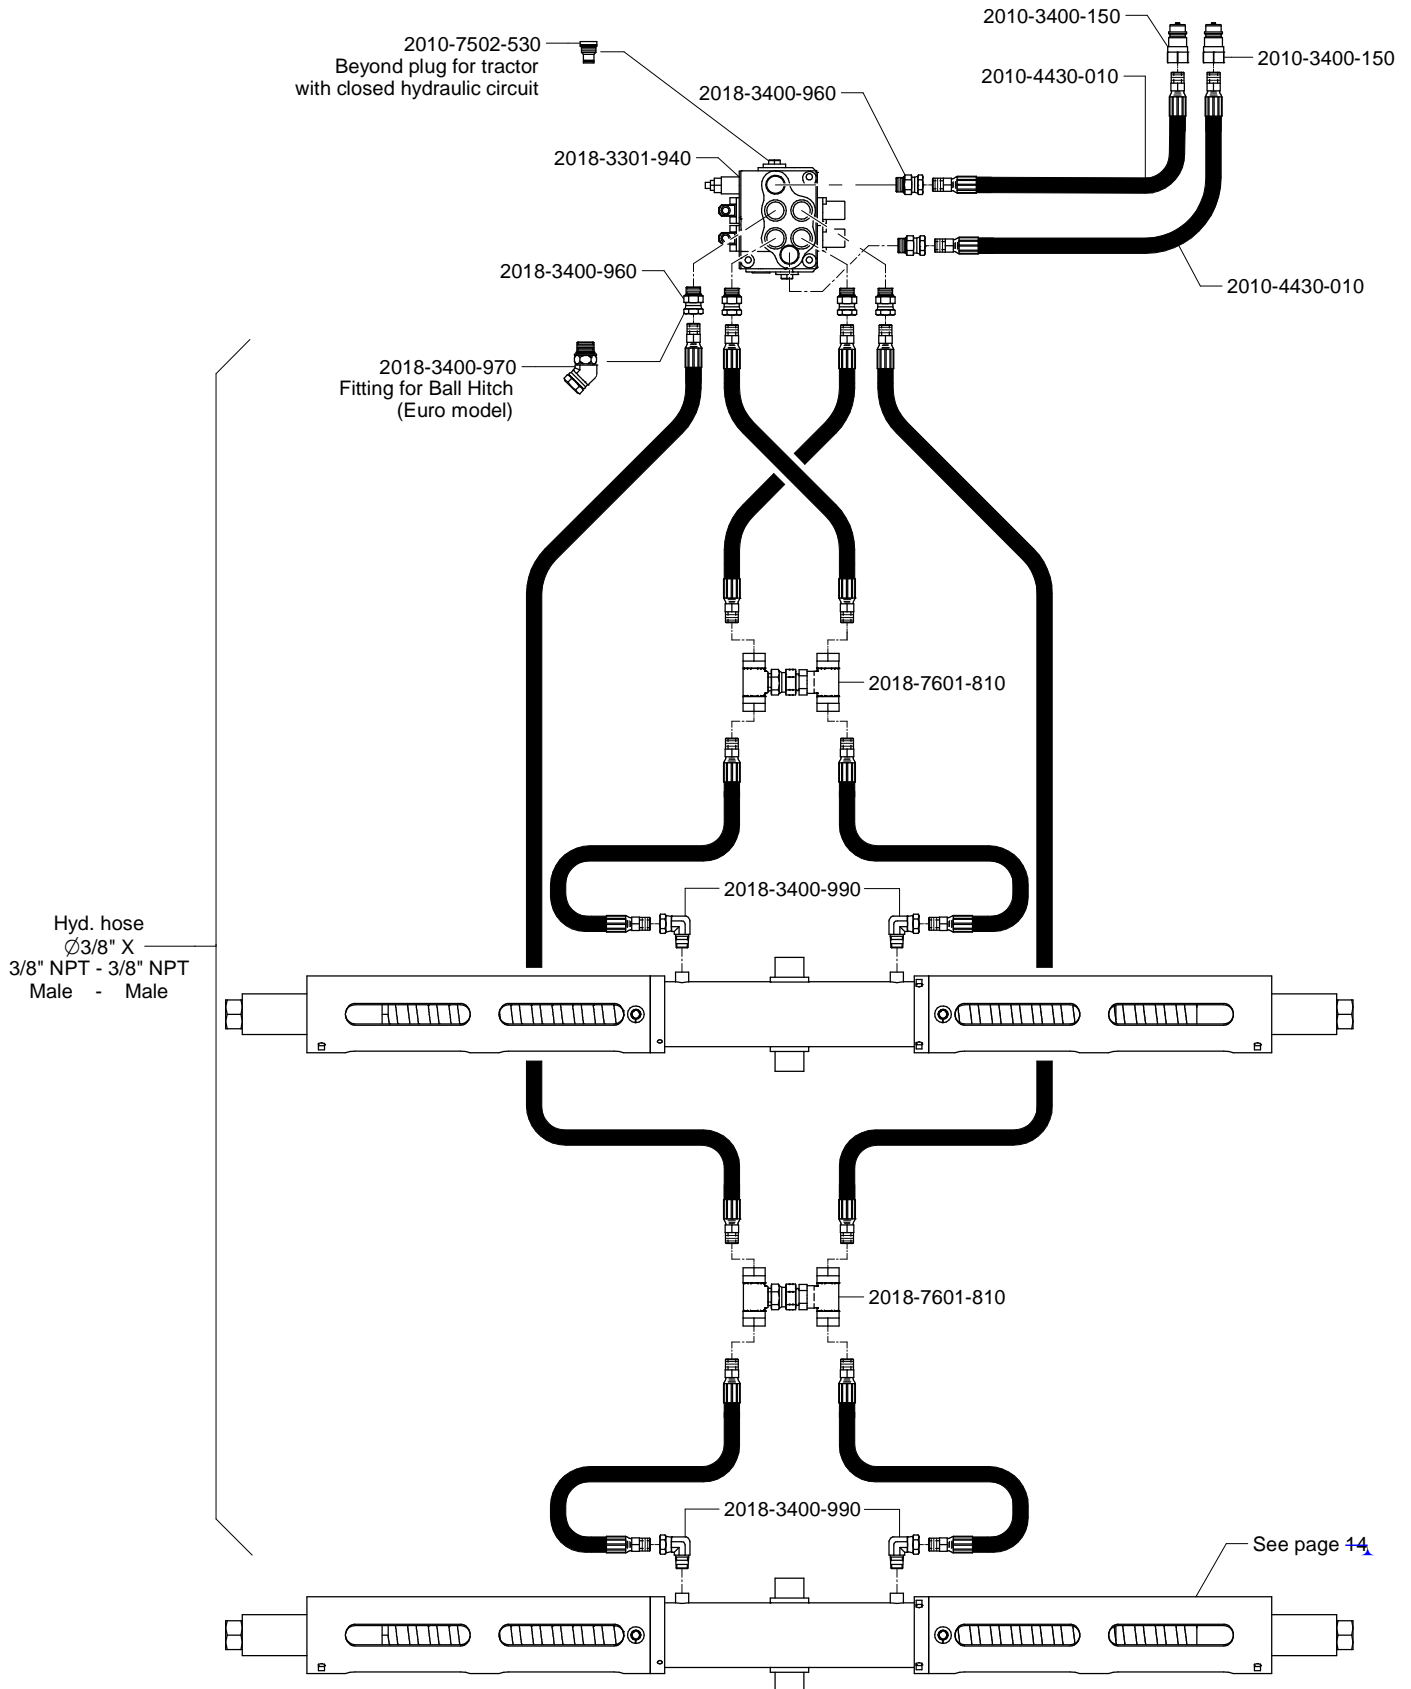 2010-3400-150
2010-7502-530
Beyond plug for tractor
with closed hydraulic circuit
2010-3400-150
2010-4430-010
2018-3400-960
2018-3301-940
2018-3400-960
2010-4430-010
2018-3400-970
Fitting for Ball Hitch
(Euro model)
2018-7601-810
2018-3400-990
Hyd. hose
Ø3/8" X
3/8" NPT - 3/8" NPT
Male - Male
2018-7601-810
2018-3400-990
See page 14